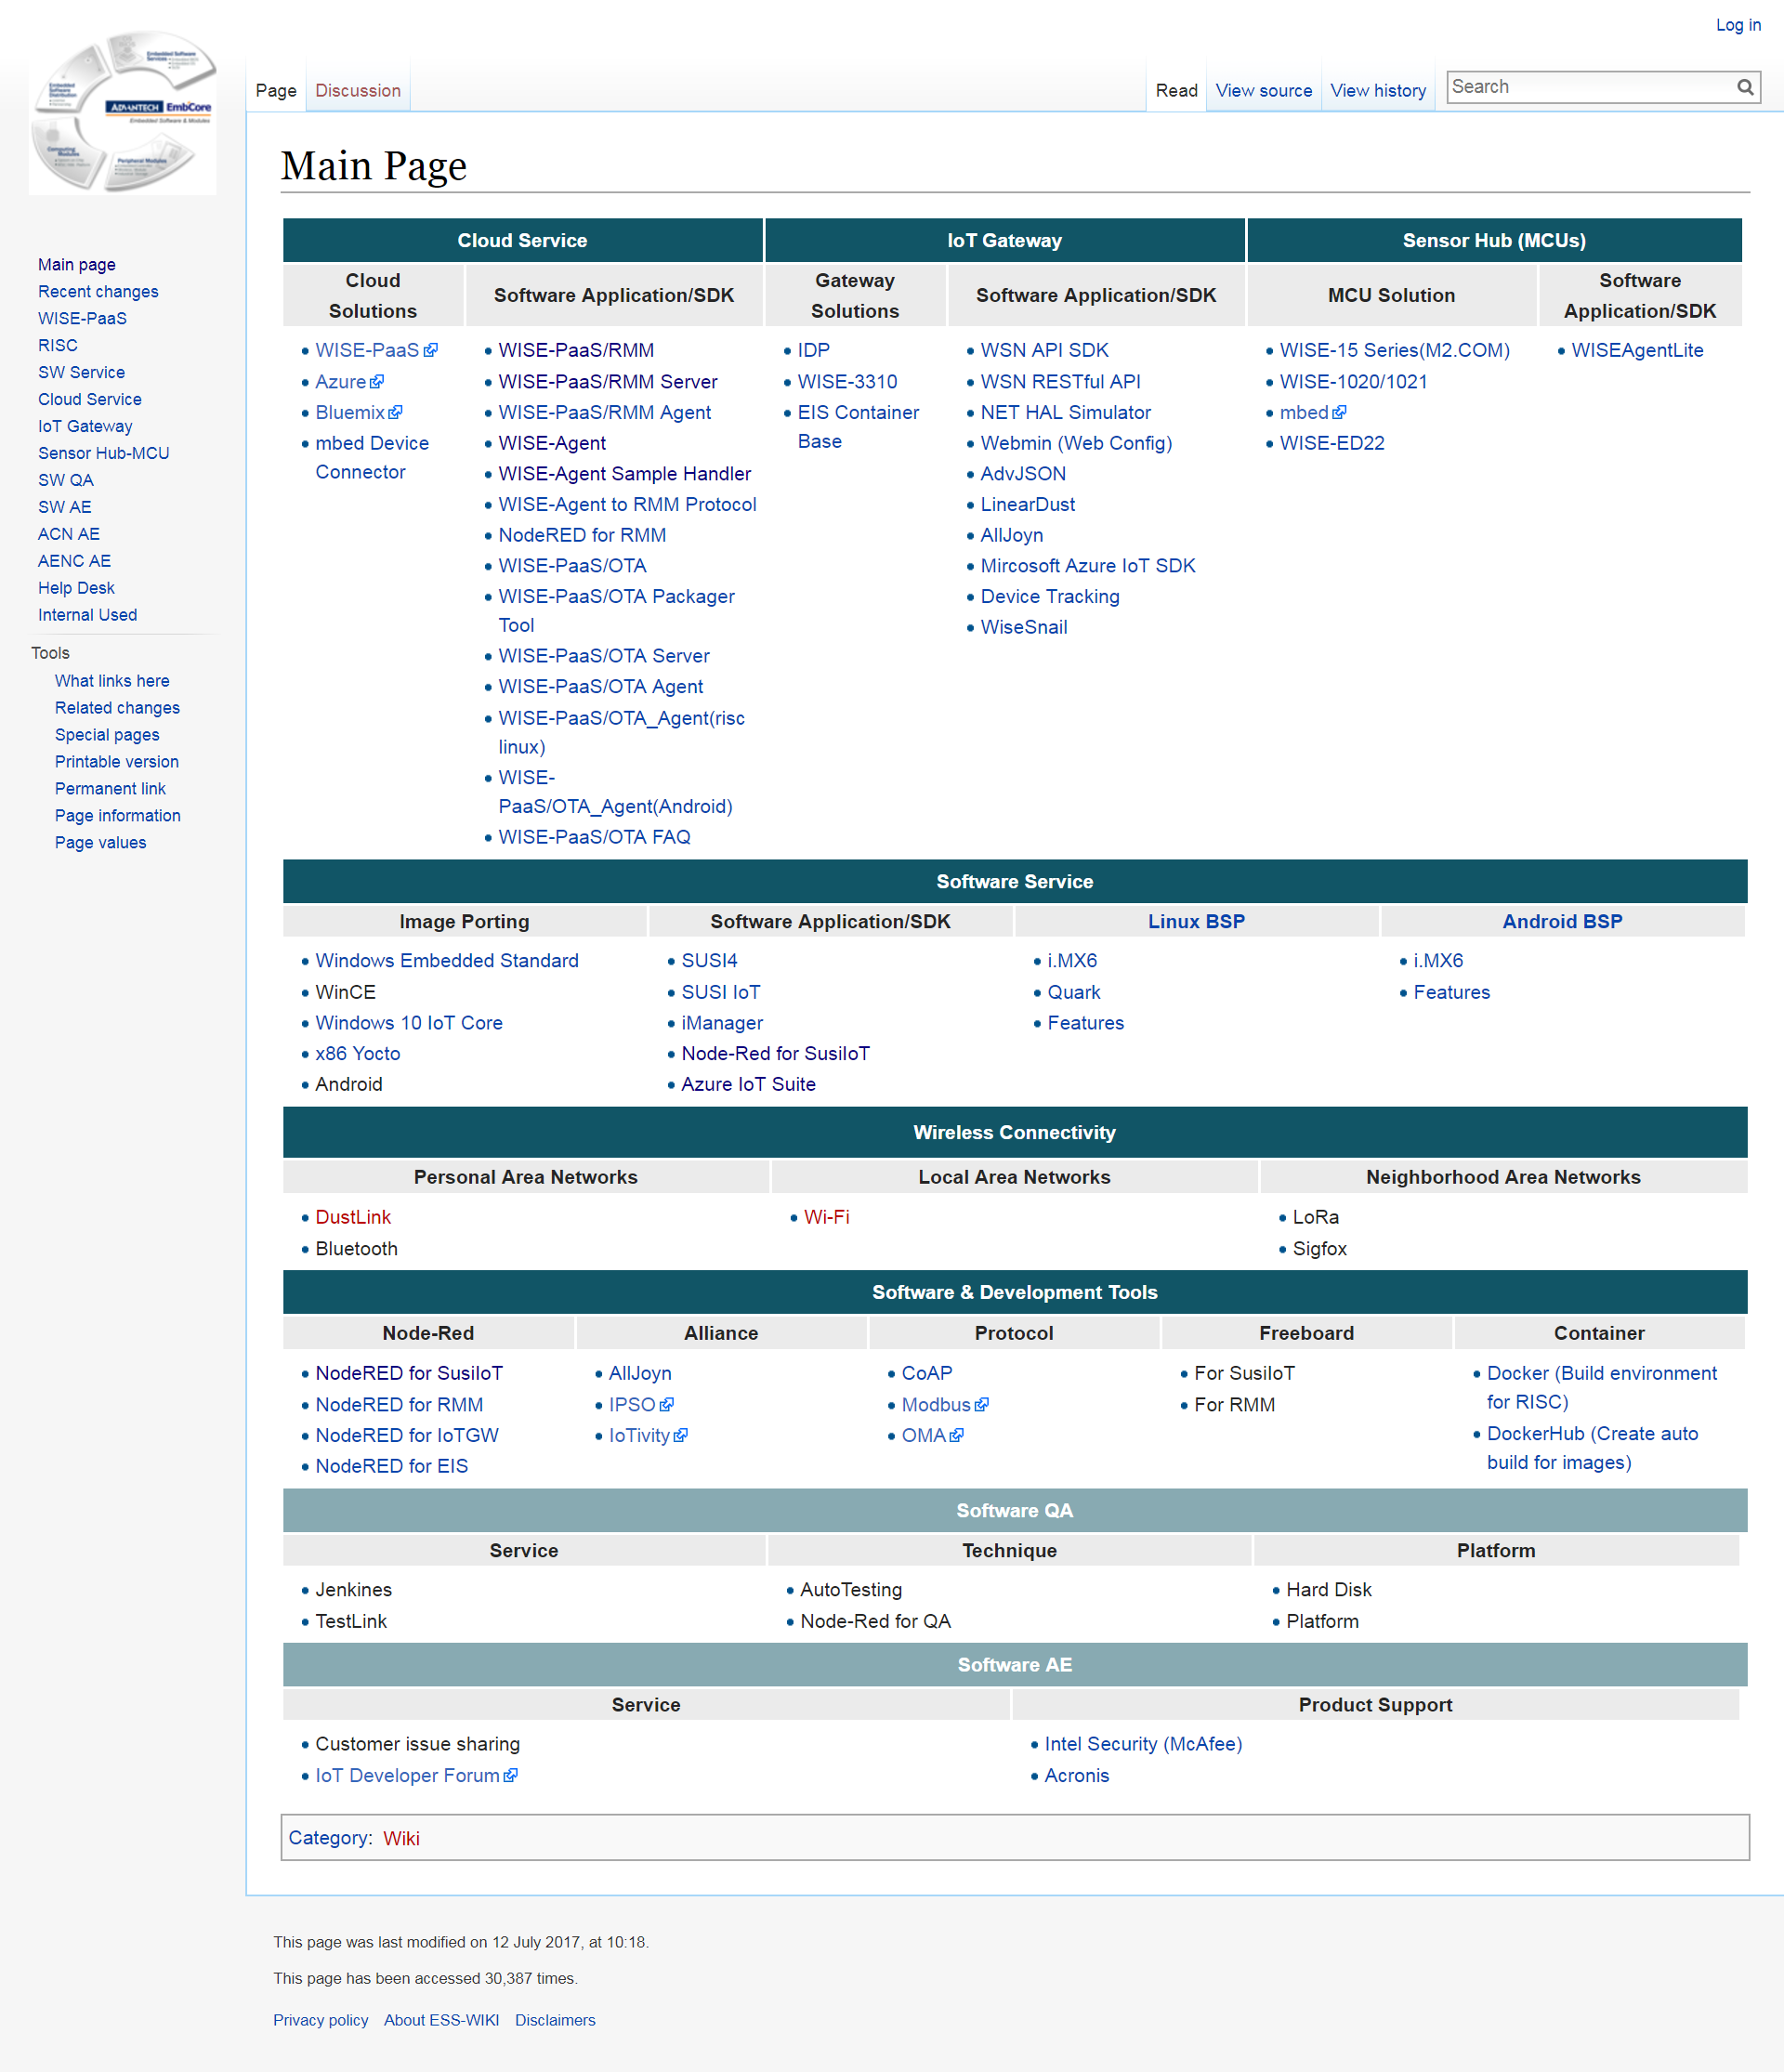 Log in
ADVANTECH EmbCore
Embedded Software & Modules
Page
Discussion
Read
View source
View history
Search
Main page
Recent changes
WISE-PaaS
RISC
SW Service
Cloud Service
IoT Gateway
Sensor Hub-MCU
SW QA
SW AE
ACN AE
AENC AE
Help Desk
Internal Used
Tools
What links here
Related changes
Special pages
Printable version
Permanent link
Page information
Page values
Main Page
Cloud Service
IoT Gateway
Sensor Hub (MCUs)
Cloud
Solutions
Software Application/SDK
Gateway
Solutions
Software Application/SDK
MCU Solution
Software
Application/SDK
WISE-PaaS
Azure
Bluemix
mbed Device
Connector
WISE-PaaS/RMM
WISE-PaaS/RMM Server
WISE-PaaS/RMM Agent
WISE-Agent
WISE-Agent Sample Handler
WISE-Agent to RMM Protocol
NodeRED for RMM
WISE-PaaS/OTA
WISE-PaaS/OTA Packager
Tool
WISE-PaaS/OTA Server
WISE-PaaS/OTA Agent
WISE-PaaS/OTA_Agent(risc
linux)
WISE-
PaaS/OTA_Agent(Android)
WISE-PaaS/OTA FAQ
IDP
WISE-3310
EIS Container
Base
WSN API SDK
WSN RESTful API
NET HAL Simulator
Webmin (Web Config)
AdvJSON
LinearDust
AllJoyn
Mircosoft Azure IoT SDK
Device Tracking
WiseSnail
WISE-15 Series(M2.COM)
WISE-1020/1021
mbed
WISE-ED22
WISEAgentLite
Software Service
Image Porting
Software Application/SDK
Linux BSP
Android BSP
Windows Embedded Standard
WinCE
Windows 10 IoT Core
x86 Yocto
Android
SUSI4
SUSI IoT
iManager
Node-Red for SusiIoT
Azure IoT Suite
i.MX6
Quark
Features
i.MX6
Features
Wireless Connectivity
Personal Area Networks
Local Area Networks
Neighborhood Area Networks
DustLink
Bluetooth
Wi-Fi
LoRa
Sigfox
Software & Development Tools
Node-Red
Alliance
Protocol
Freeboard
Container
NodeRED for SusiIoT
NodeRED for RMM
NodeRED for IoTGW
NodeRED for EIS
AllJoyn
IPSO
IoTivity
CoAP
Modbus
OMA
For SusiIoT
For RMM
Docker (Build environment
for RISC)
DockerHub (Create auto
build for images)
Software QA
Service
Technique
Platform
Jenkines
TestLink
AutoTesting
Node-Red for QA
Hard Disk
Platform
Software AE
Service
Product Support
Customer issue sharing
IoT Developer Forum
Intel Security (McAfee)
Acronis
Category: Wiki
This page was last modified on 12 July 2017, at 10:18.
This page has been accessed 30,387 times.
Privacy policy
About ESS-WIKI
Disclaimers